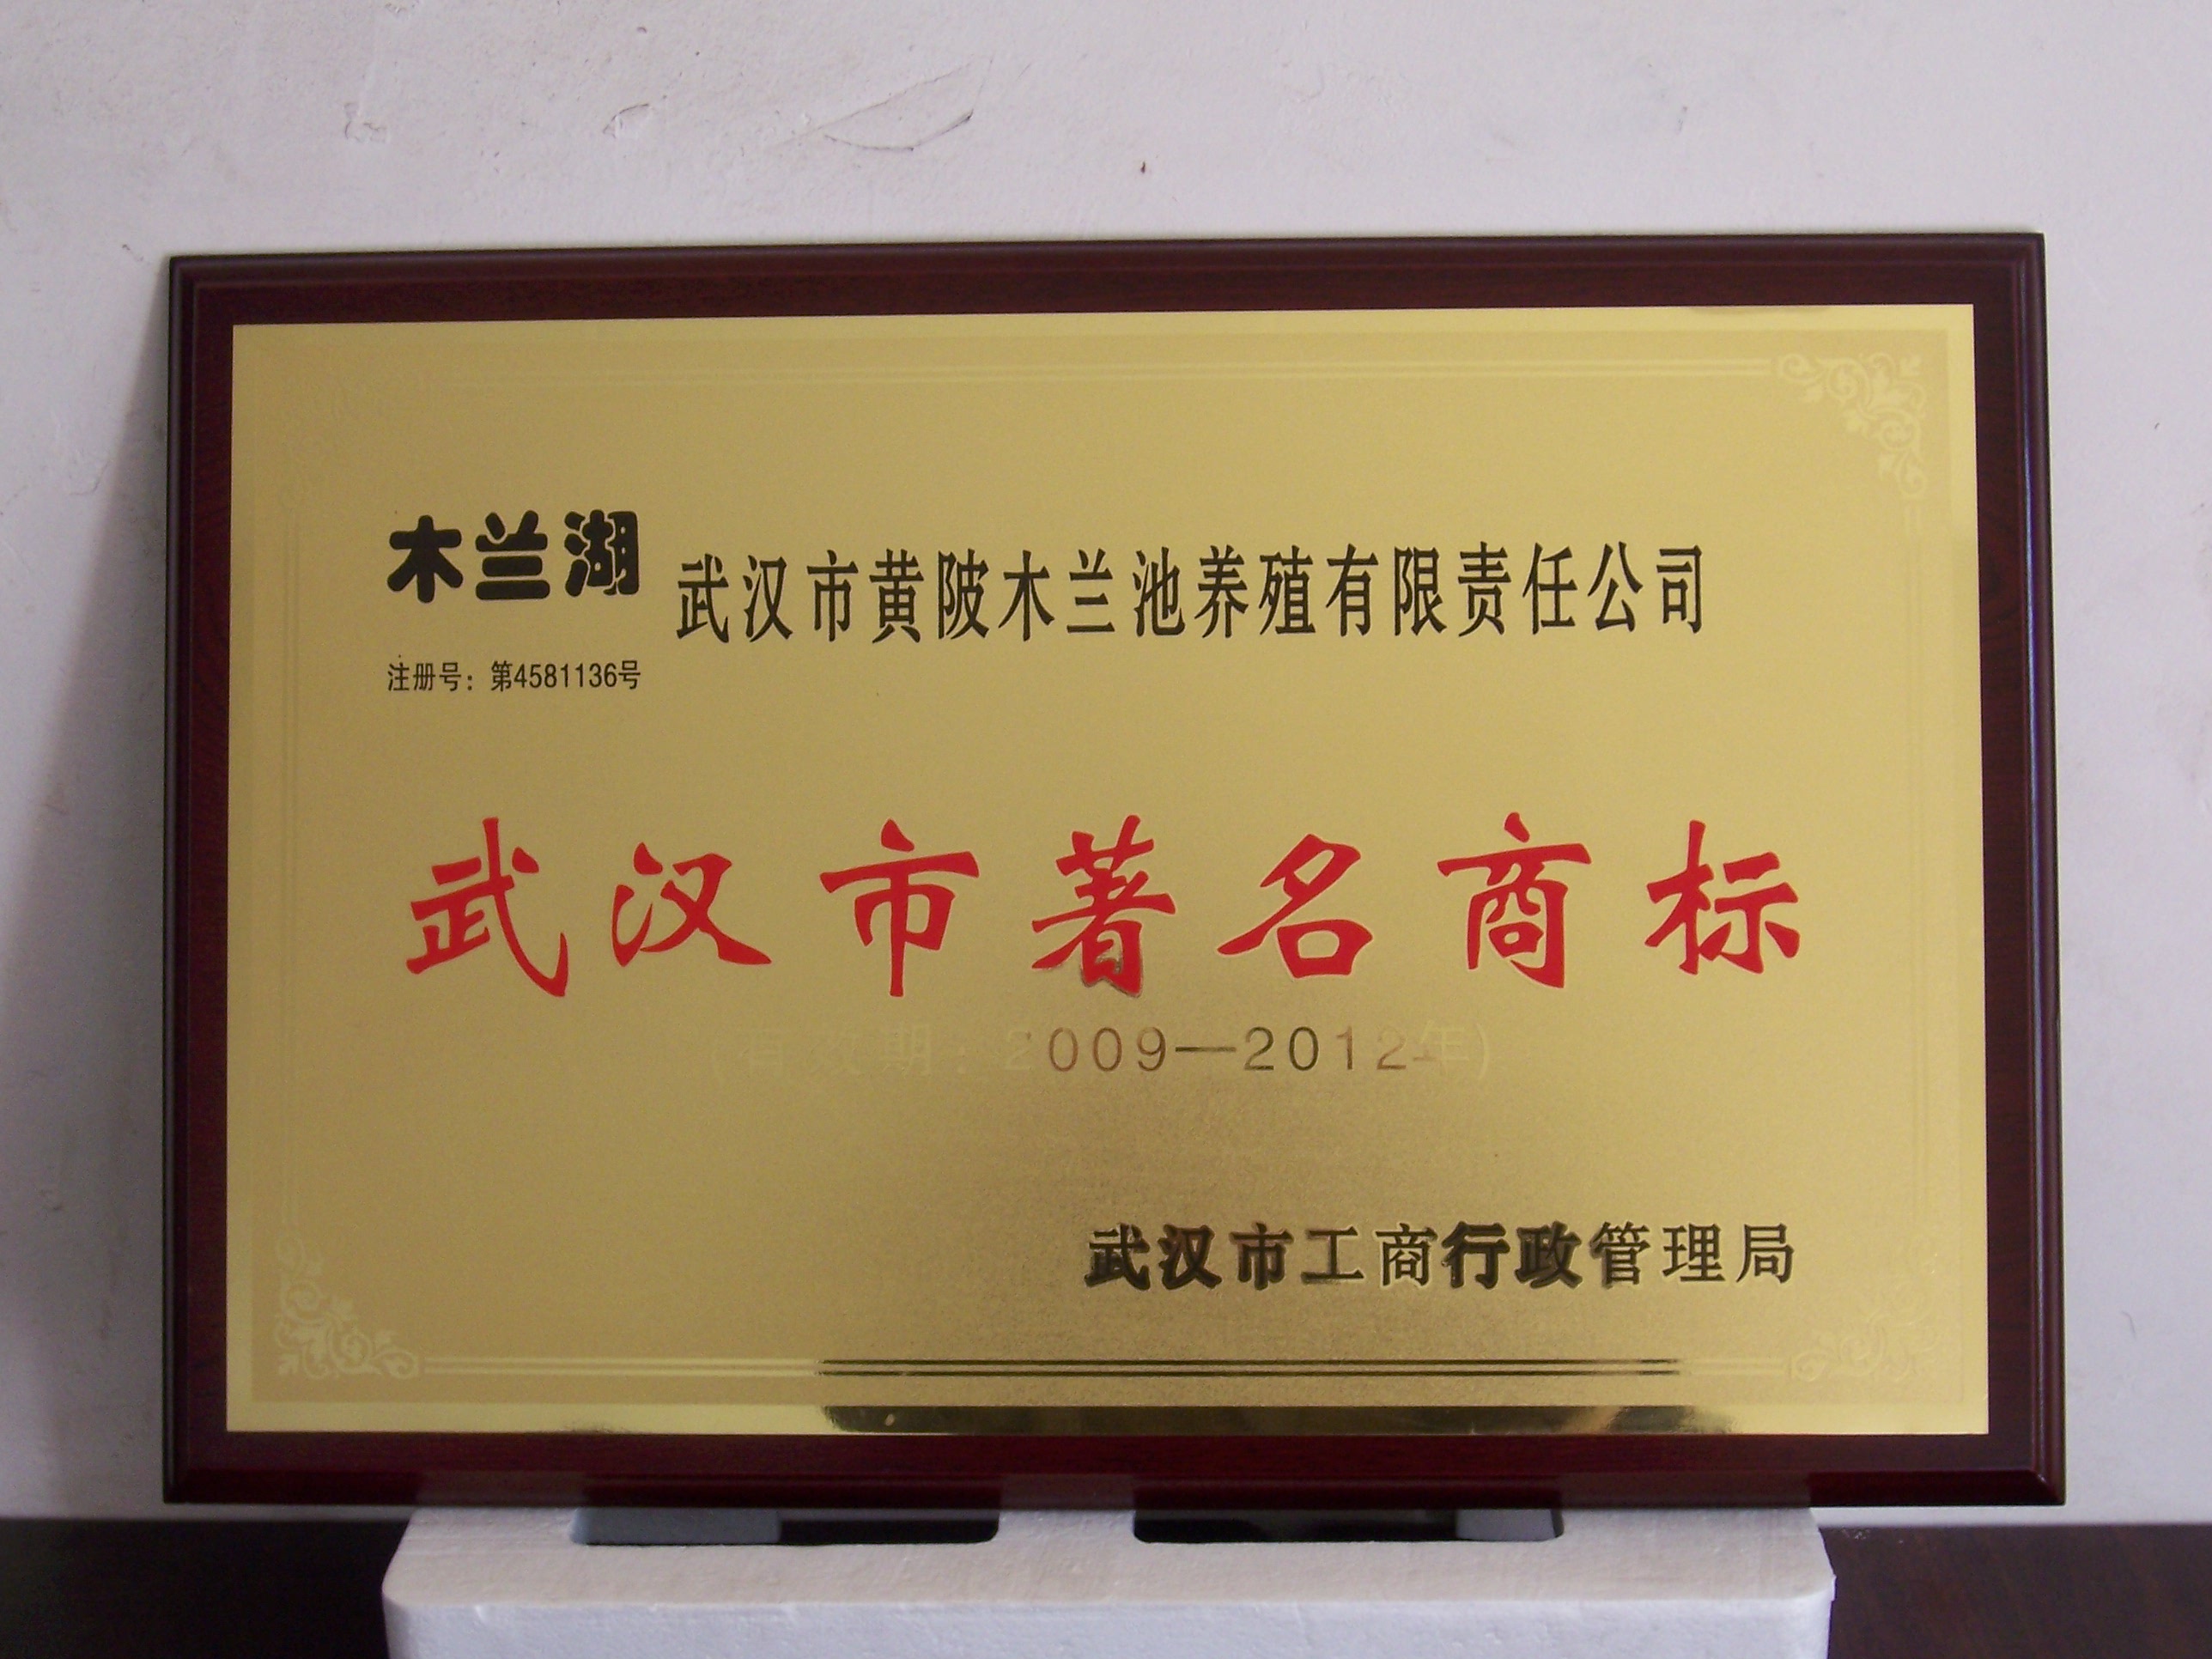 木兰湖 武汉市黄陂木兰池养殖有限责任公司
注册号：第4581136号
武汉市著名商标
(有效期：2009—2012年)
武汉市工商行政管理局